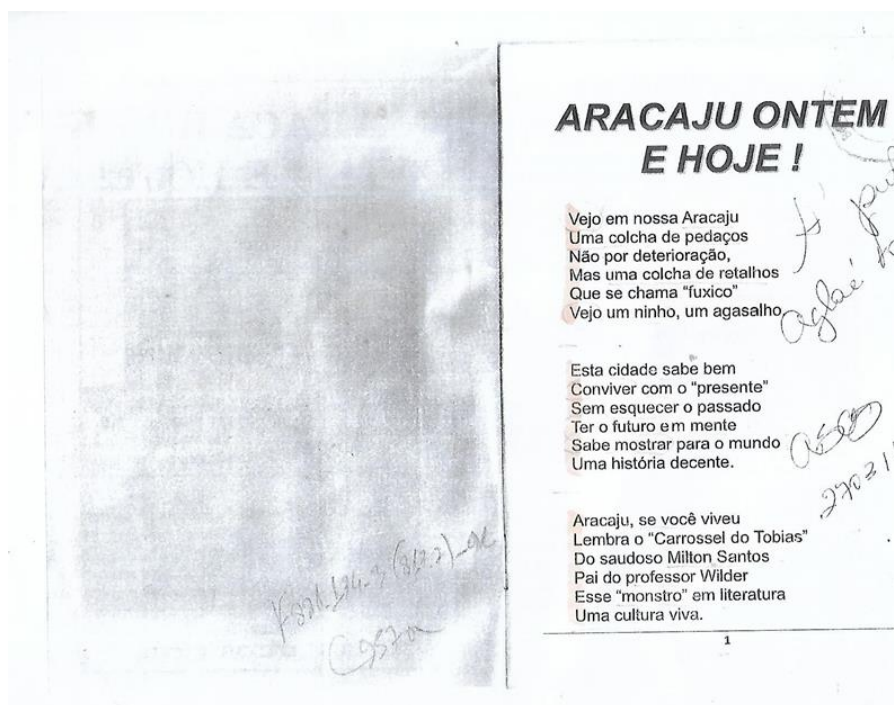 ARACAJU ONTEM
E HOJE !
Vejo em nossa Aracaju
Uma colcha de pedaços
Não por deterioração,
Mas uma colcha de retalhos
Que se chama “fuxico”
Vejo um ninho, um agasalho
Esta cidade sabe bem
Conviver com o “presente”
Sem esquecer o passado
Ter o futuro em mente
Sabe mostrar para o mundo
Uma história decente.
Aracaju, se você viveu
Lembra o “Carrossel do Tobias”
Do saudoso Milton Santos
Pai do professor Wilder
Esse “monstro” em literatura
Uma cultura viva.
1
Aglaé